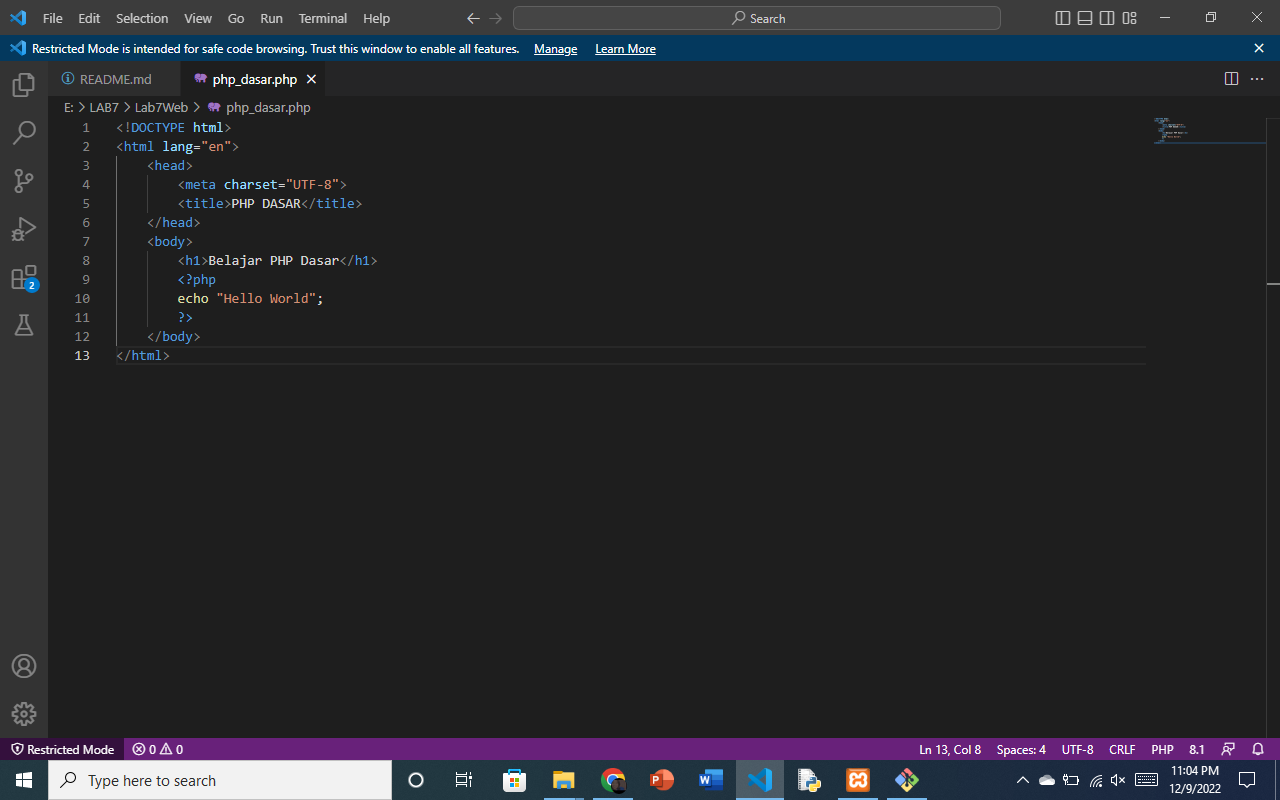 File Edit Selection View Go Run Terminal Help Search
Restricted Mode is intended for safe code browsing. Trust this window to enable all features. Manage Learn More
README.md php_dasar.php
E: > LAB7 > Lab7Web > php_dasar.php
1 <!DOCTYPE html>
2 <html lang="en">
3 <head>
4 <meta charset="UTF-8">
5 <title>PHP DASAR</title>
6 </head>
7 <body>
8 <h1>Belajar PHP Dasar</h1>
9 <?php
10 echo "Hello World";
11 ?>
12 </body>
13 </html>
2
Restricted Mode 0 0 Ln 13, Col 8 Spaces: 4 UTF-8 CRLF PHP 8.1
Type here to search
11:04 PM
12/9/2022